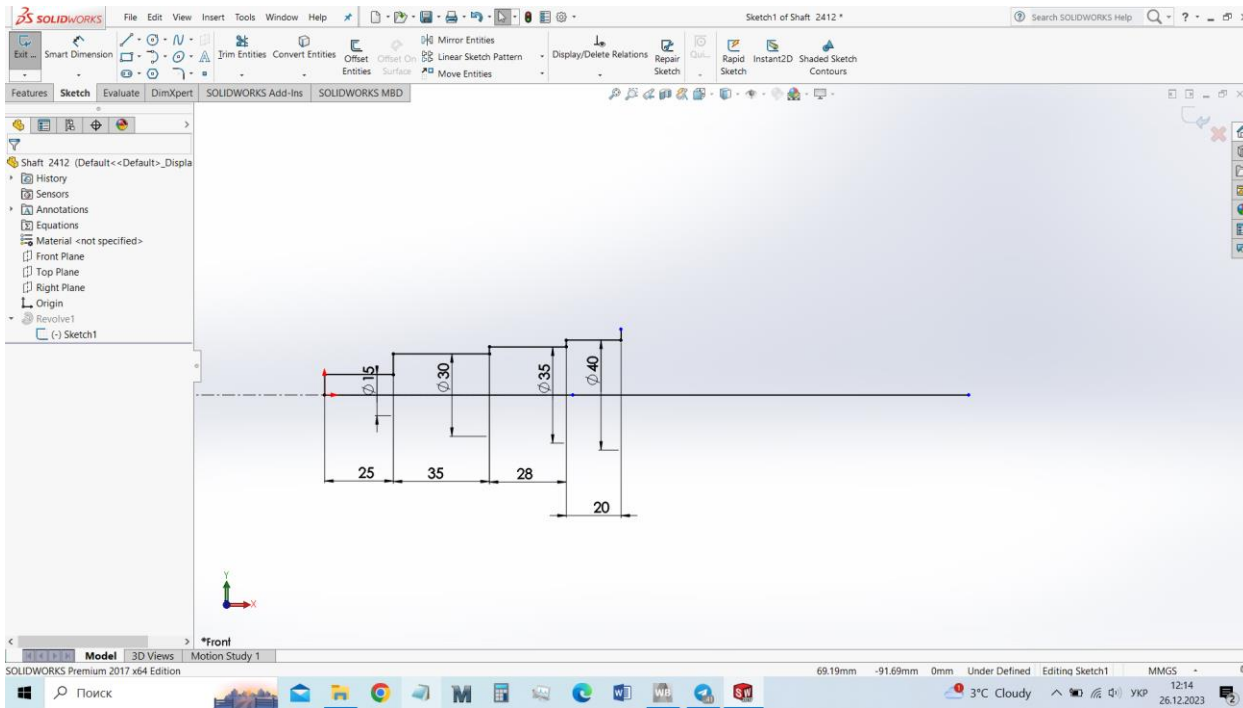 SOLIDWORKS File Edit View Insert Tools Window Help Sketch1 of Shaft 2412 * Search SOLIDWORKS Help
Exit ... Smart Dimension Trim Entities Convert Entities Offset Entities Offset On Surface Mirror Entities Linear Sketch Pattern Move Entities Display/Delete Relations Repair Sketch Qui... Rapid Sketch Instant2D Shaded Sketch Contours
Features Sketch Evaluate DimXpert SOLIDWORKS Add-Ins SOLIDWORKS MBD
Shaft 2412 (Default<<Default>_Displa
History
Sensors
Annotations
Equations
Material <not specified>
Front Plane
Top Plane
Right Plane
Origin
Revolve1
(-) Sketch1
∅15 ∅30 ∅35 ∅40
25 35 28
20
Y
X
*Front
Model 3D Views Motion Study 1
SOLIDWORKS Premium 2017 x64 Edition 69.19mm -91.69mm 0mm Under Defined Editing Sketch1 MMGS
Поиск 3°C Cloudy УКР 12:14
26.12.2023